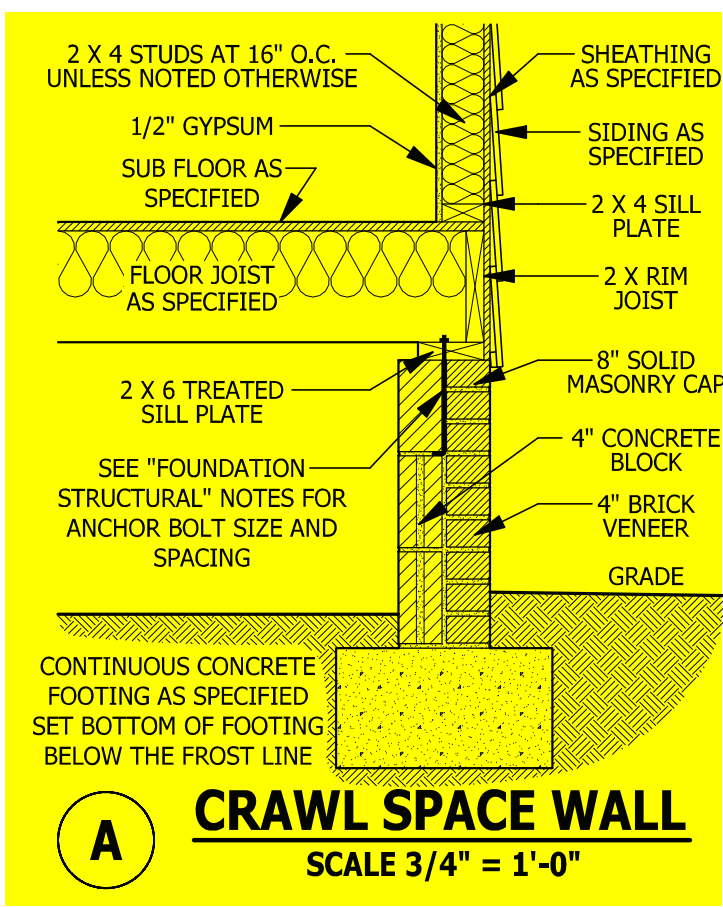 2 X 4 STUDS AT 16" O.C.
UNLESS NOTED OTHERWISE
1/2" GYPSUM
SUB FLOOR AS
SPECIFIED
FLOOR JOIST
AS SPECIFIED
2 X 6 TREATED
SILL PLATE
SEE "FOUNDATION
STRUCTURAL" NOTES FOR
ANCHOR BOLT SIZE AND
SPACING
CONTINUOUS CONCRETE
FOOTING AS SPECIFIED
SET BOTTOM OF FOOTING
BELOW THE FROST LINE
SHEATHING
AS SPECIFIED
SIDING AS
SPECIFIED
2 X 4 SILL
PLATE
2 X RIM
JOIST
8" SOLID
MASONRY CAP
4" CONCRETE
BLOCK
4" BRICK
VENEER
GRADE
A
CRAWL SPACE WALL
SCALE 3/4" = 1'-0"